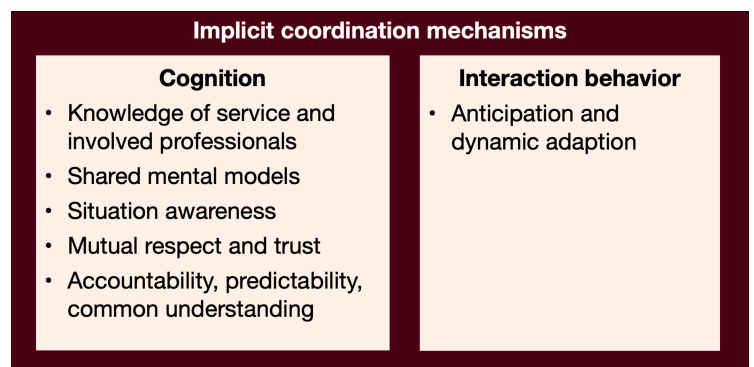 Implicit coordination mechanisms
Cognition
• Knowledge of service and
involved professionals
• Shared mental models
• Situation awareness
• Mutual respect and trust
• Accountability, predictability,
common understanding
Interaction behavior
• Anticipation and
dynamic adaption